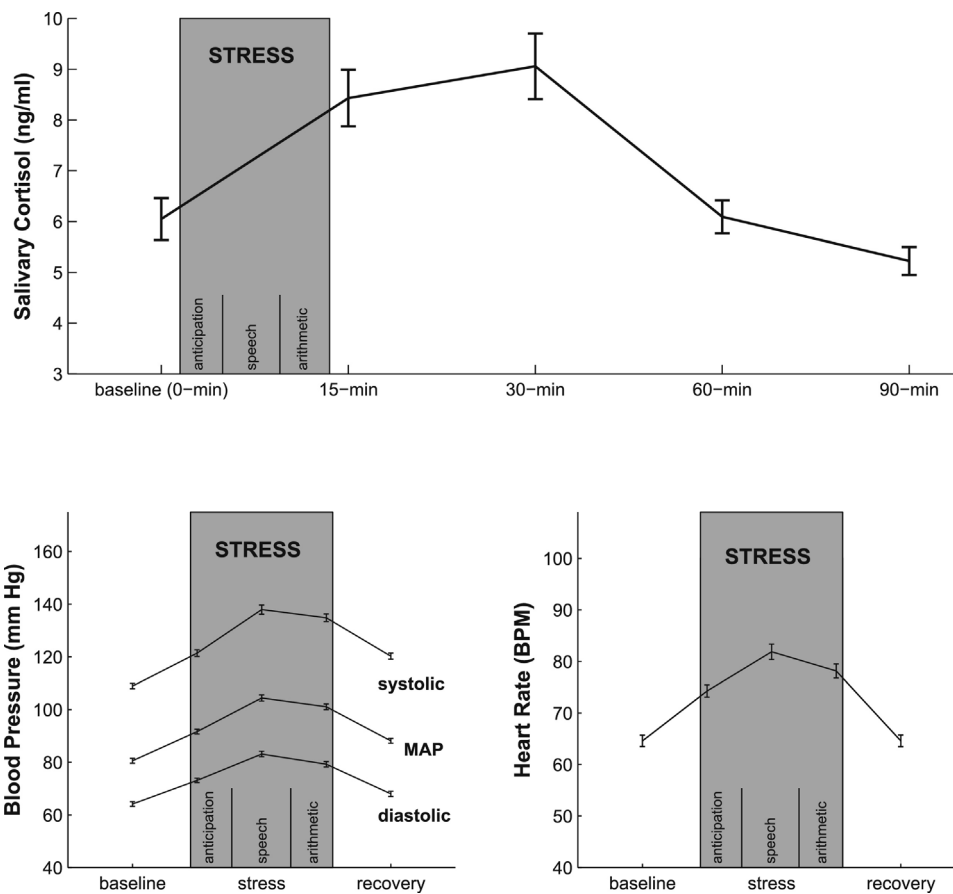 Salivary Cortisol (ng/ml)
10
9
8
7
6
5
4
3
STRESS
anticipation
speech
arithmetic
baseline (0−min)
15−min
30−min
60−min
90−min
Blood Pressure (mm Hg)
160
140
120
100
80
60
40
STRESS
systolic
MAP
diastolic
anticipation
speech
arithmetic
baseline
stress
recovery
Heart Rate (BPM)
100
90
80
70
60
50
40
STRESS
anticipation
speech
arithmetic
baseline
stress
recovery